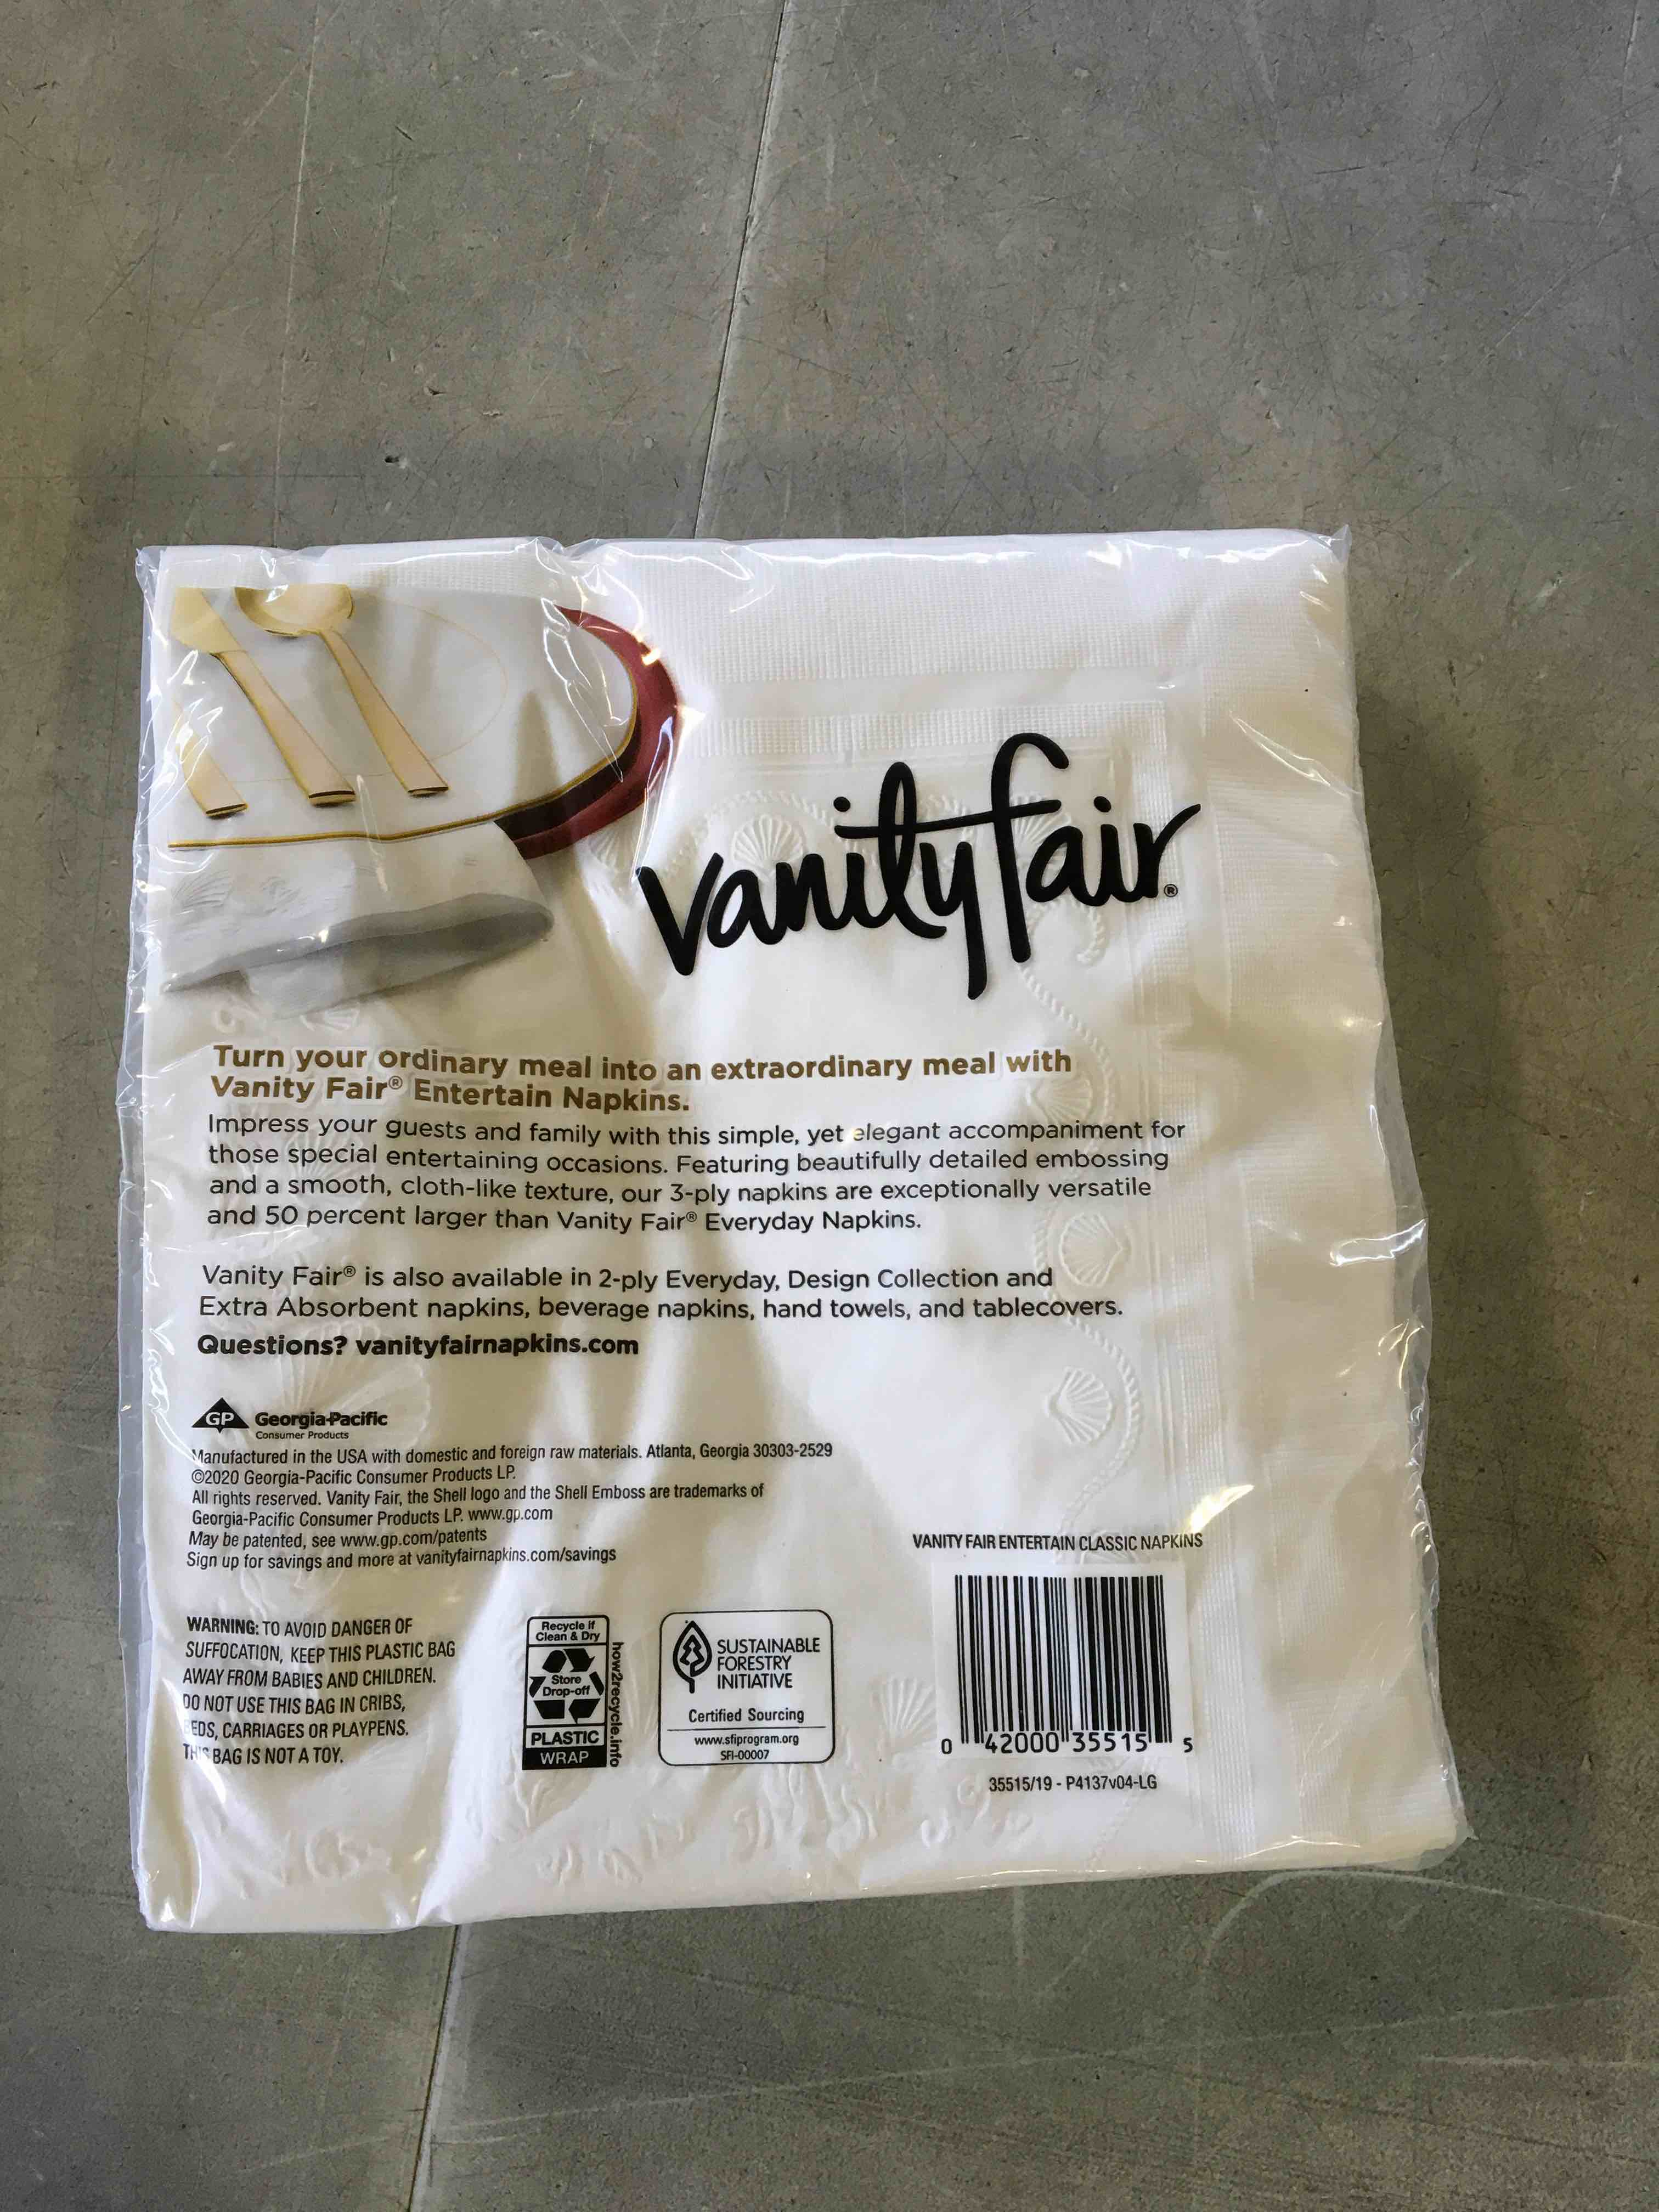 vanity fair®
Turn your ordinary meal into an extraordinary meal with
Vanity Fair® Entertain Napkins.
Impress your guests and family with this simple, yet elegant accompaniment for
those special entertaining occasions. Featuring beautifully detailed embossing
and a smooth, cloth-like texture, our 3-ply napkins are exceptionally versatile
and 50 percent larger than Vanity Fair® Everyday Napkins.
Vanity Fair® is also available in 2-ply Everyday, Design Collection and
Extra Absorbent napkins, beverage napkins, hand towels, and tablecovers.
Questions? vanityfairnapkins.com
GP Georgia-Pacific
Consumer Products
Manufactured in the USA with domestic and foreign raw materials. Atlanta, Georgia 30303-2529
©2020 Georgia-Pacific Consumer Products LP.
All rights reserved. Vanity Fair, the Shell logo and the Shell Emboss are trademarks of
Georgia-Pacific Consumer Products LP. www.gp.com
May be patented, see www.gp.com/patents
Sign up for savings and more at vanityfairnapkins.com/savings
WARNING: TO AVOID DANGER OF
SUFFOCATION, KEEP THIS PLASTIC BAG
AWAY FROM BABIES AND CHILDREN.
DO NOT USE THIS BAG IN CRIBS,
BEDS, CARRIAGES OR PLAYPENS.
THIS BAG IS NOT A TOY.
Recycle If
Clean & Dry
Store
Drop-off
PLASTIC
WRAP
how2recycle.info
SUSTAINABLE
FORESTRY
INITIATIVE
Certified Sourcing
www.sfiprogram.org
SFI-00007
VANITY FAIR ENTERTAIN CLASSIC NAPKINS
0 42000 35515 5
35515/19 - P4137v04-LG